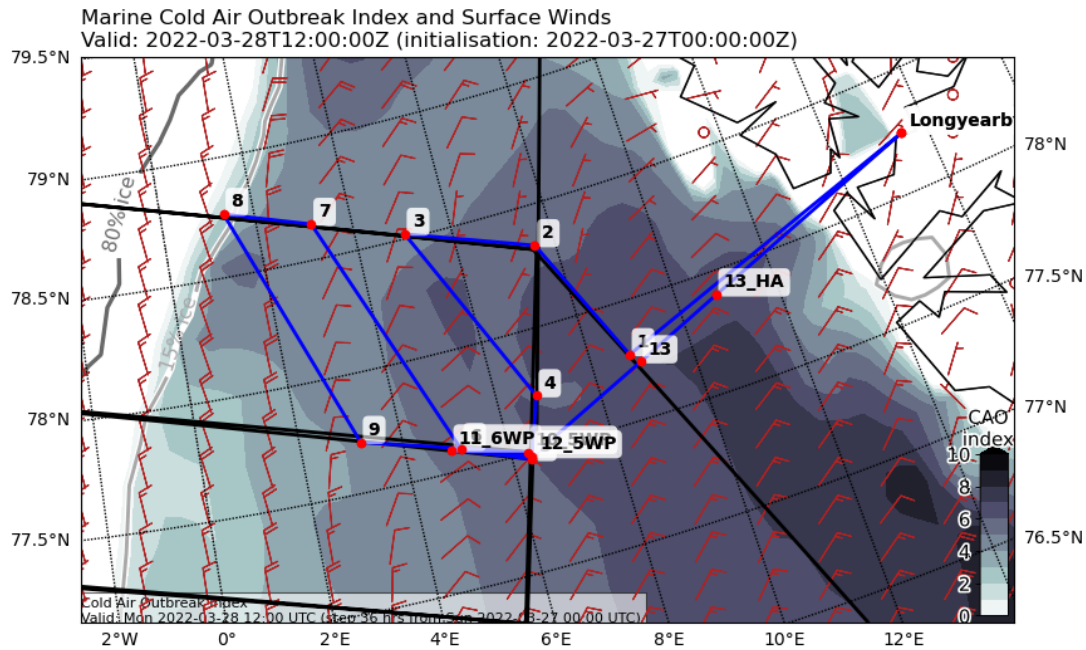 Marine Cold Air Outbreak Index and Surface Winds
Valid: 2022-03-28T12:00:00Z (initialisation: 2022-03-27T00:00:00Z)
79.5°N
79°N
78.5°N
78°N
77.5°N
78°N
77.5°N
77°N
76.5°N
80% ice
15% ice
Longyearb
8
7
3
2
13_HA
1
13
4
9
11_6WP
12_5WP
CAO
index
10
8
6
4
2
0
Cold Air Outbreak Index
Valid: Mon 2022-03-28 12:00 UTC (step 36 hrs from Sun 2022-03-27 00:00 UTC)
2°W
0°
2°E
4°E
6°E
8°E
10°E
12°E